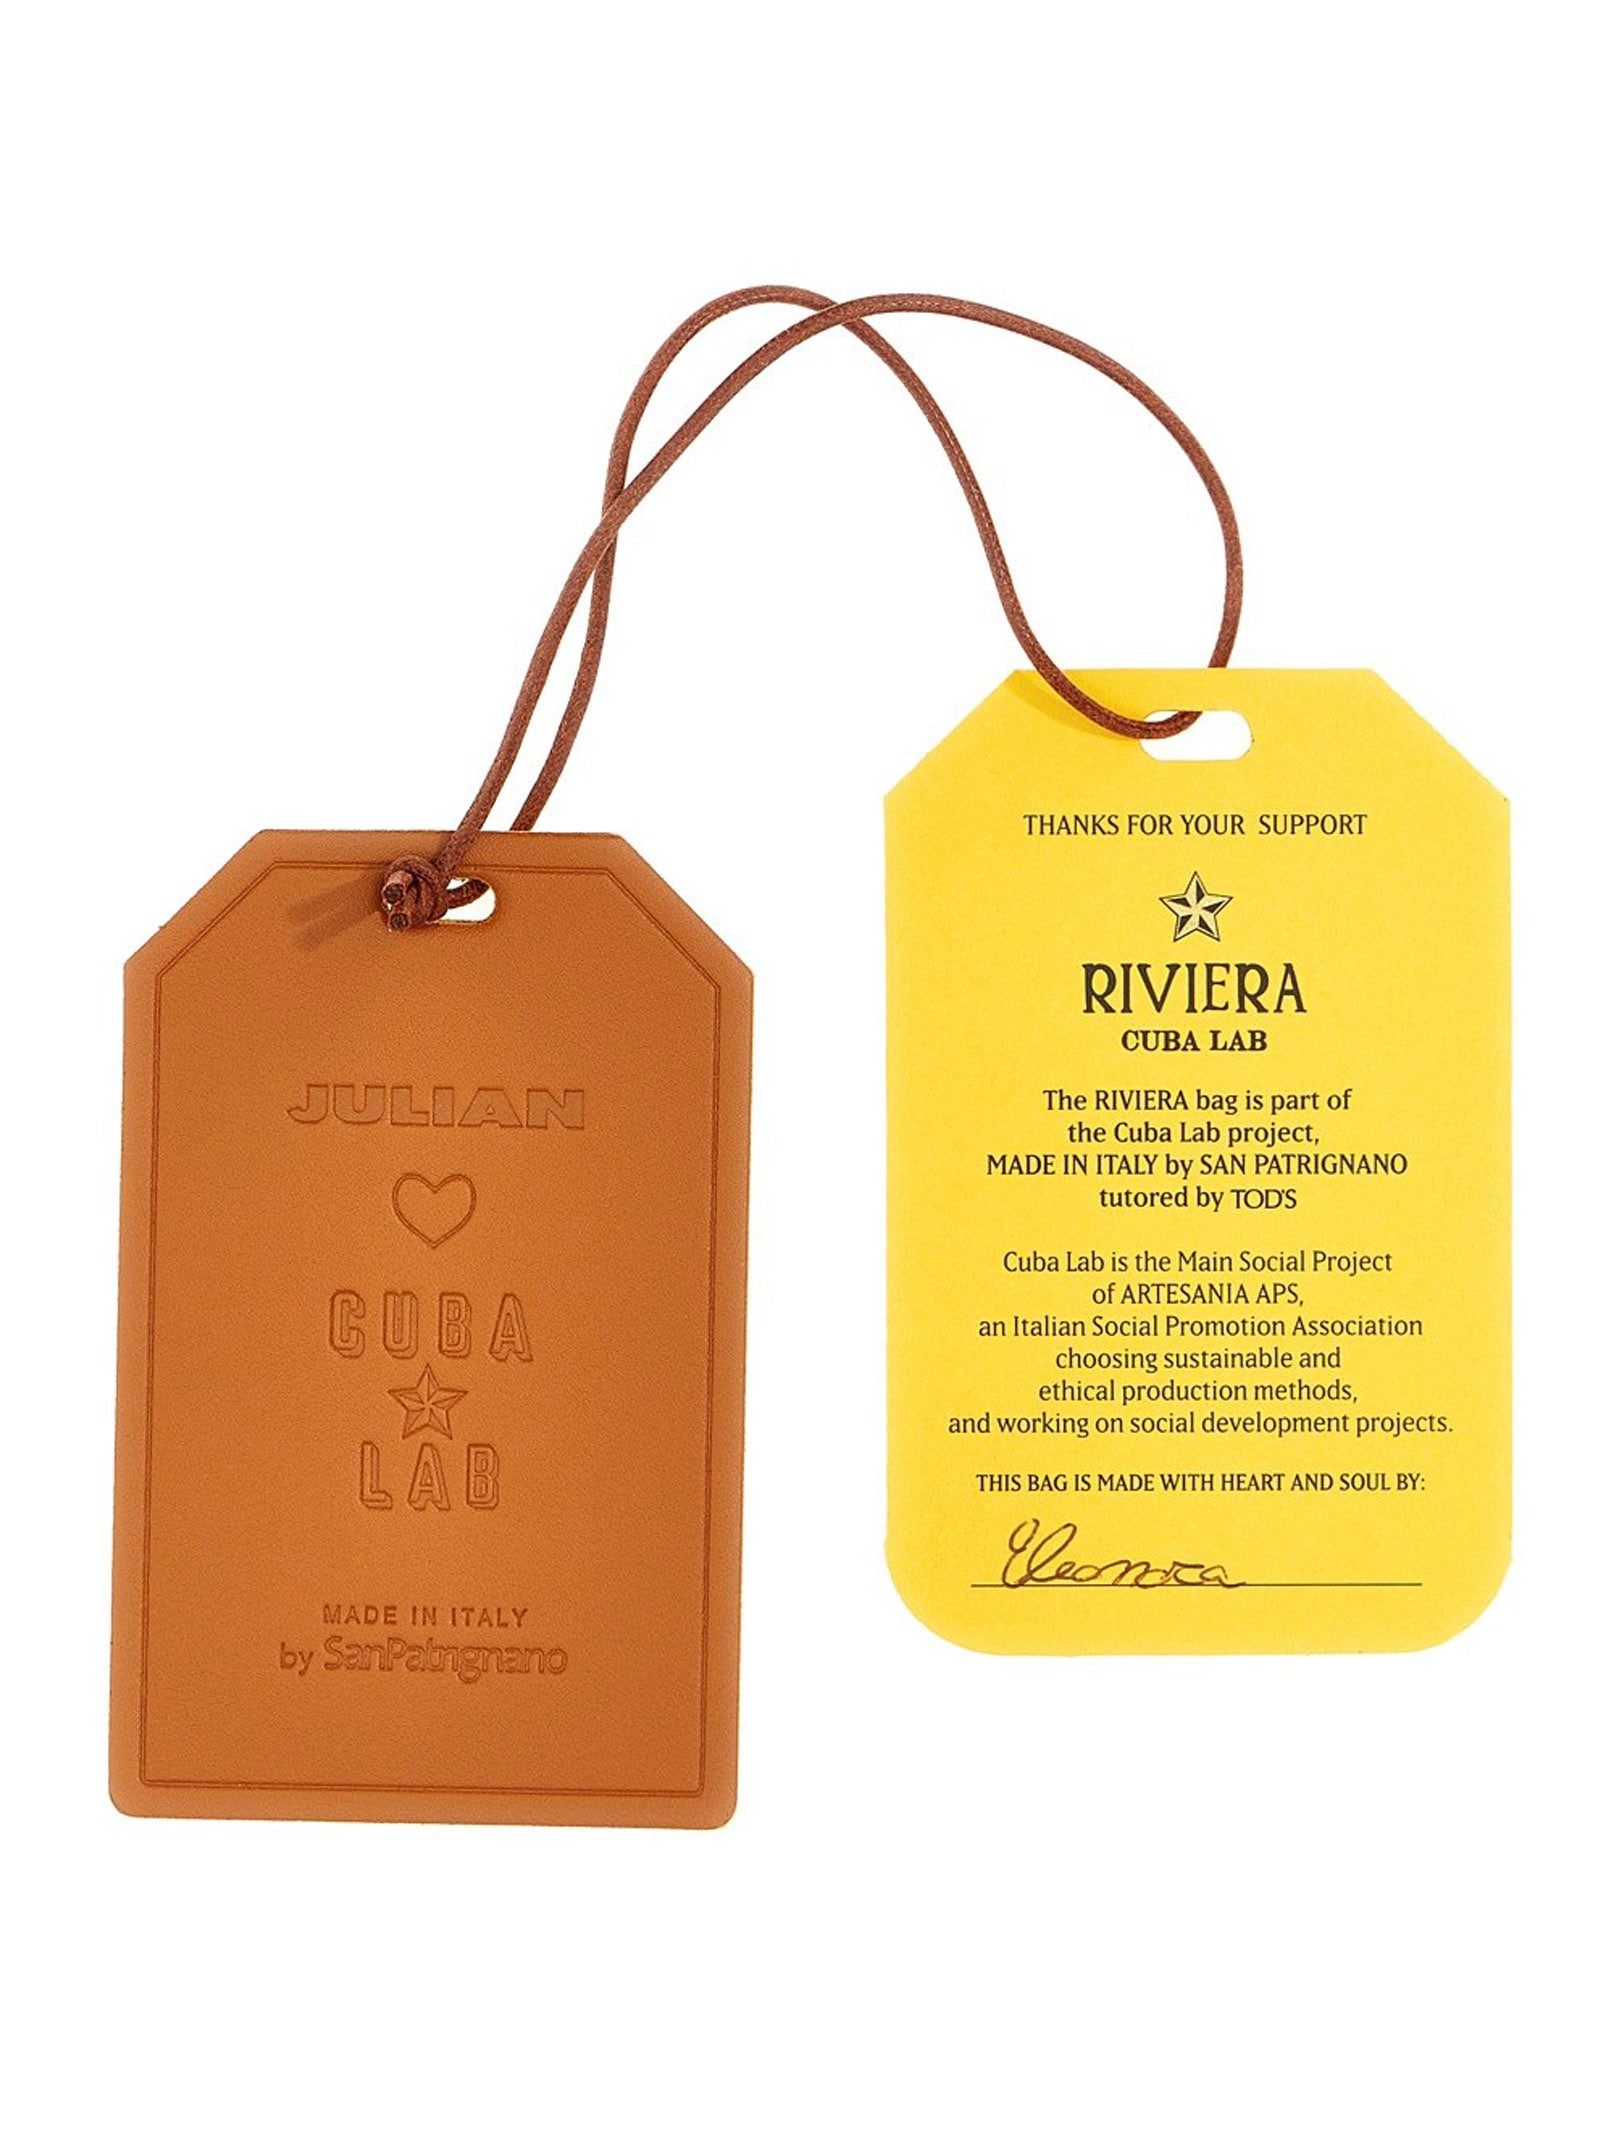 JULIAN
CUBA
LAB
MADE IN ITALY
by SanPatrignano
THANKS FOR YOUR SUPPORT
RIVIERA
CUBA LAB
The RIVIERA bag is part of
the Cuba Lab project,
MADE IN ITALY by SAN PATRIGNANO
tutored by TOD'S
Cuba Lab is the Main Social Project
of ARTESANIA APS,
an Italian Social Promotion Association
choosing sustainable and
ethical production methods,
and working on social development projects.
THIS BAG IS MADE WITH HEART AND SOUL BY:
Eleonora